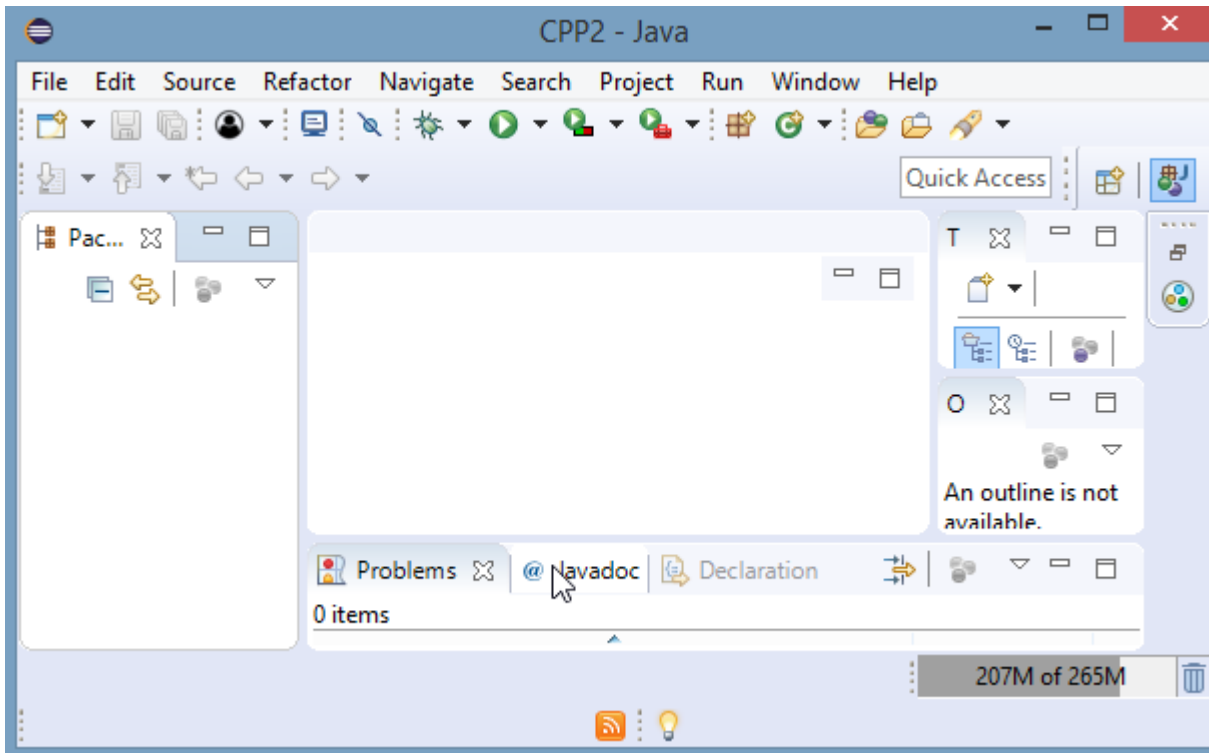 CPP2 - Java
File Edit Source Refactor Navigate Search Project Run Window Help
Quick Access
Pac...
T
O
An outline is not
available.
Problems @ Javadoc Declaration
0 items
207M of 265M